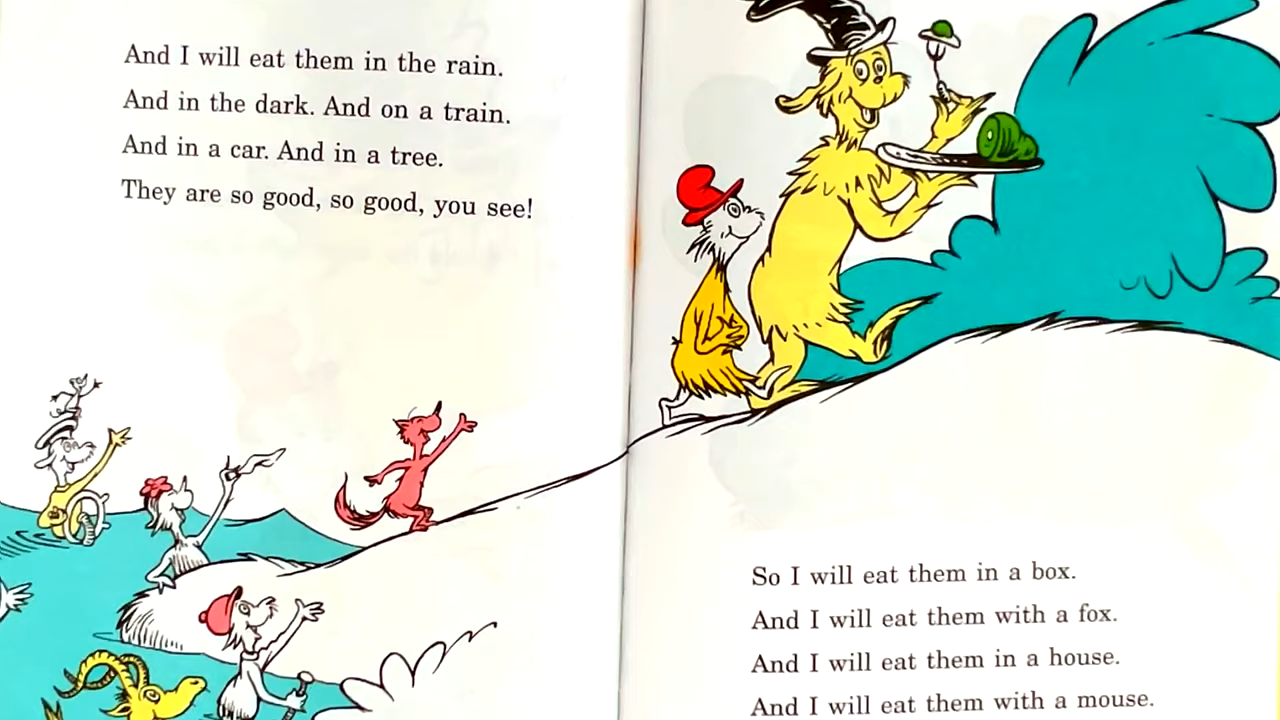 And I will eat them in the rain.
And in the dark. And on a train.
And in a car. And in a tree.
They are so good, so good, you see!
So I will eat them in a box.
And I will eat them with a fox.
And I will eat them in a house.
And I will eat them with a mouse.